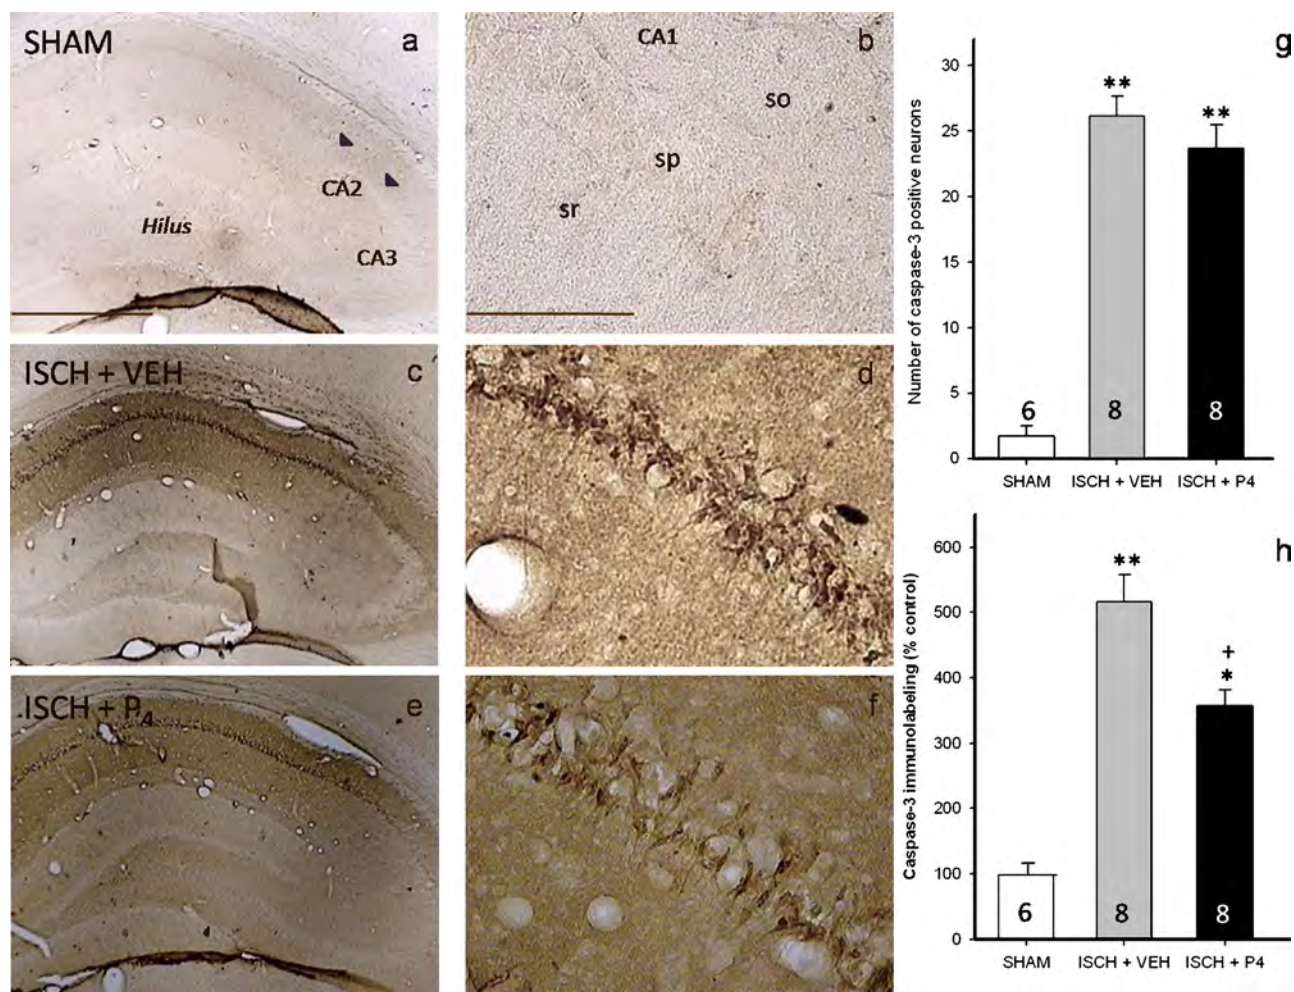 SHAM
a
CA2
Hilus
CA3
b
CA1
so
sp
sr
ISCH + VEH
c
d
ISCH + P4
e
f
g
Number of caspase-3 positive neurons
30
25
20
15
10
5
0
**
**
6
8
8
SHAM
ISCH + VEH
ISCH + P4
h
Caspase-3 immunolabeling (% control)
600
500
400
300
200
100
0
**
+
*
6
8
8
SHAM
ISCH + VEH
ISCH + P4